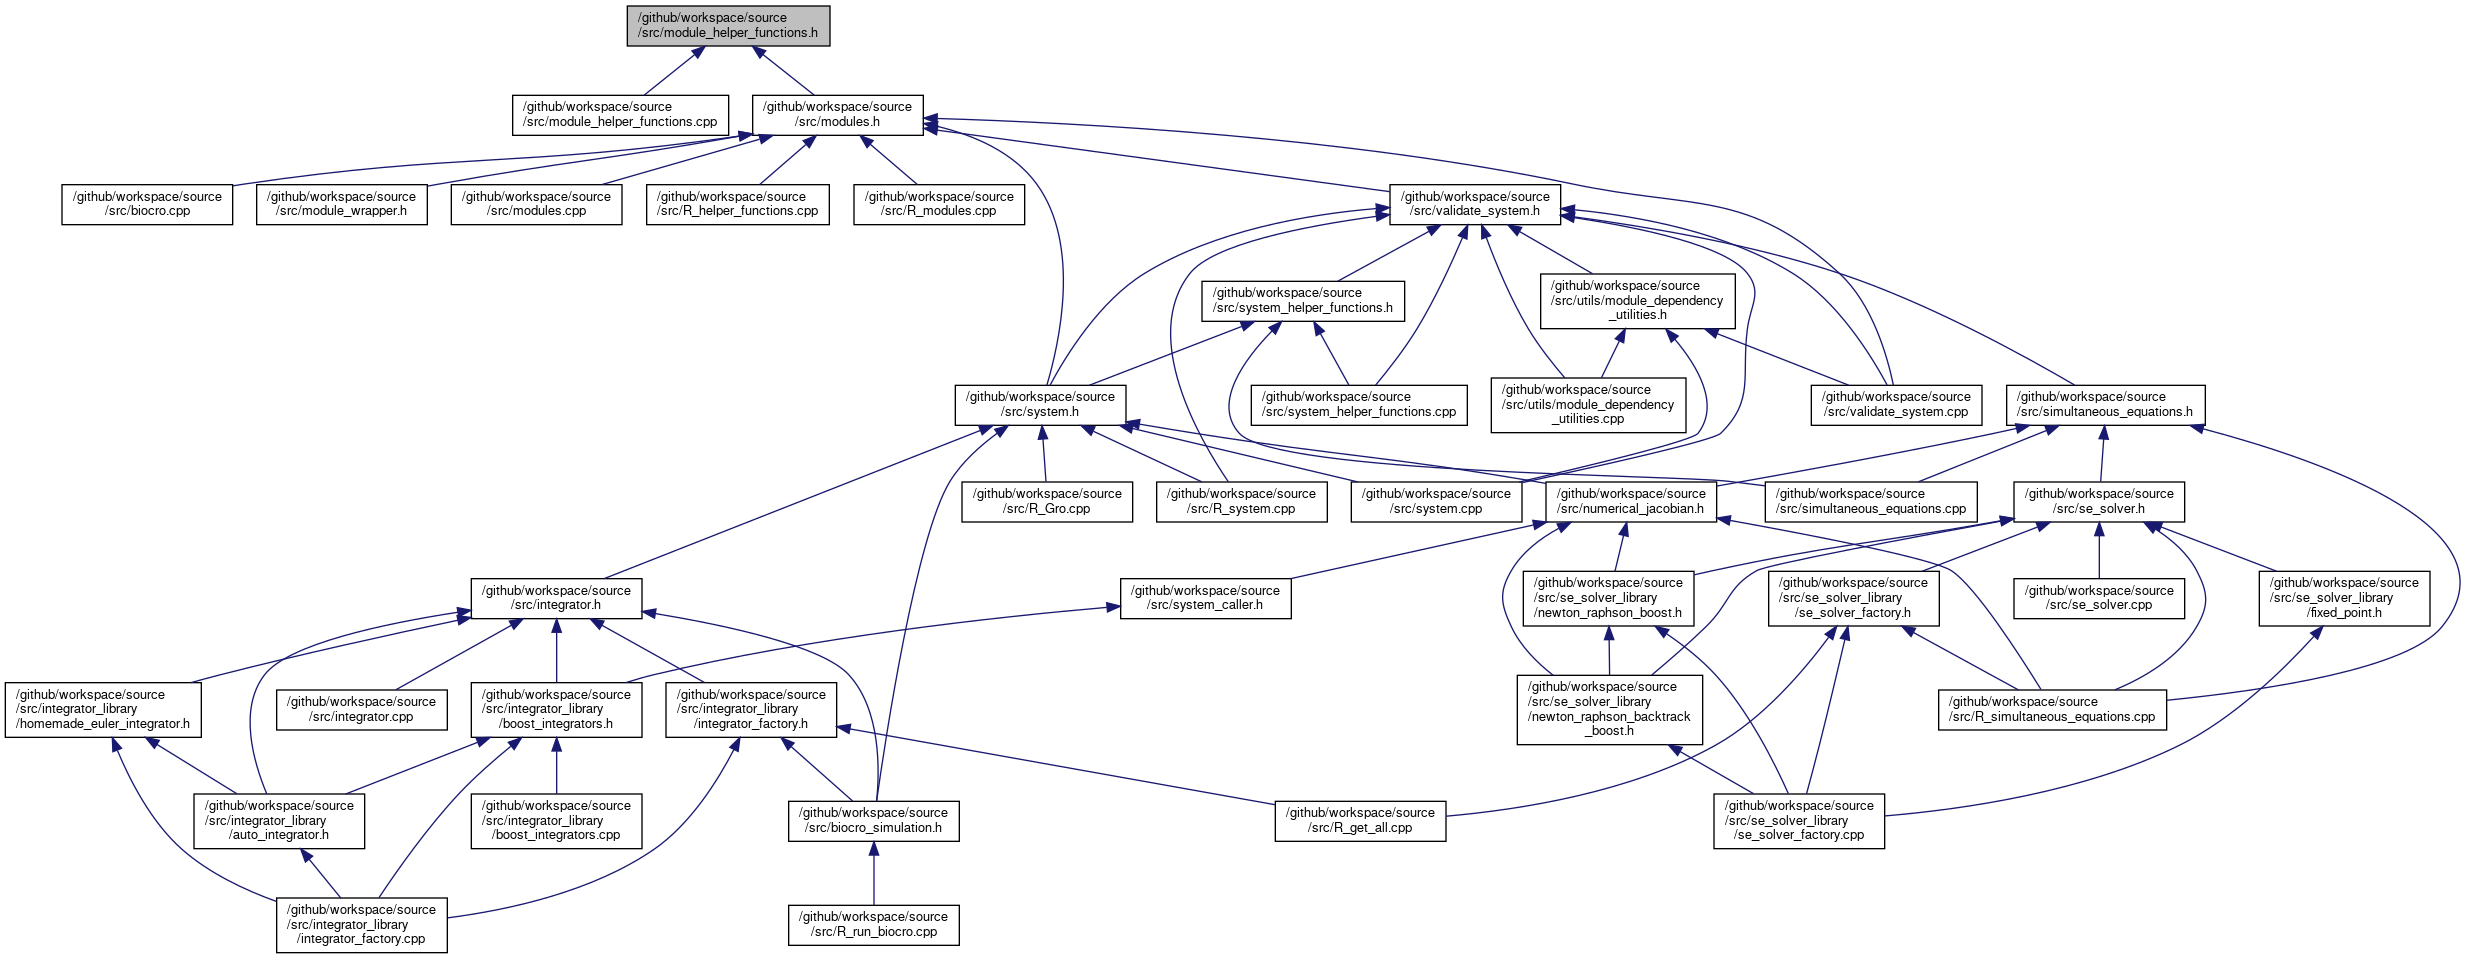 /github/workspace/source
/src/module_helper_functions.h
/github/workspace/source
/src/module_helper_functions.cpp
/github/workspace/source
/src/modules.h
/github/workspace/source
/src/biocro.cpp
/github/workspace/source
/src/module_wrapper.h
/github/workspace/source
/src/modules.cpp
/github/workspace/source
/src/R_helper_functions.cpp
/github/workspace/source
/src/R_modules.cpp
/github/workspace/source
/src/validate_system.h
/github/workspace/source
/src/system_helper_functions.h
/github/workspace/source
/src/utils/module_dependency
_utilities.h
/github/workspace/source
/src/system.h
/github/workspace/source
/src/system_helper_functions.cpp
/github/workspace/source
/src/utils/module_dependency
_utilities.cpp
/github/workspace/source
/src/validate_system.cpp
/github/workspace/source
/src/simultaneous_equations.h
/github/workspace/source
/src/R_Gro.cpp
/github/workspace/source
/src/R_system.cpp
/github/workspace/source
/src/system.cpp
/github/workspace/source
/src/numerical_jacobian.h
/github/workspace/source
/src/simultaneous_equations.cpp
/github/workspace/source
/src/se_solver.h
/github/workspace/source
/src/integrator.h
/github/workspace/source
/src/system_caller.h
/github/workspace/source
/src/se_solver_library
/newton_raphson_boost.h
/github/workspace/source
/src/se_solver_library
/se_solver_factory.h
/github/workspace/source
/src/se_solver.cpp
/github/workspace/source
/src/se_solver_library
/fixed_point.h
/github/workspace/source
/src/integrator_library
/homemade_euler_integrator.h
/github/workspace/source
/src/integrator.cpp
/github/workspace/source
/src/integrator_library
/boost_integrators.h
/github/workspace/source
/src/integrator_library
/integrator_factory.h
/github/workspace/source
/src/se_solver_library
/newton_raphson_backtrack
_boost.h
/github/workspace/source
/src/R_simultaneous_equations.cpp
/github/workspace/source
/src/integrator_library
/auto_integrator.h
/github/workspace/source
/src/integrator_library
/boost_integrators.cpp
/github/workspace/source
/src/biocro_simulation.h
/github/workspace/source
/src/R_get_all.cpp
/github/workspace/source
/src/se_solver_library
/se_solver_factory.cpp
/github/workspace/source
/src/integrator_library
/integrator_factory.cpp
/github/workspace/source
/src/R_run_biocro.cpp